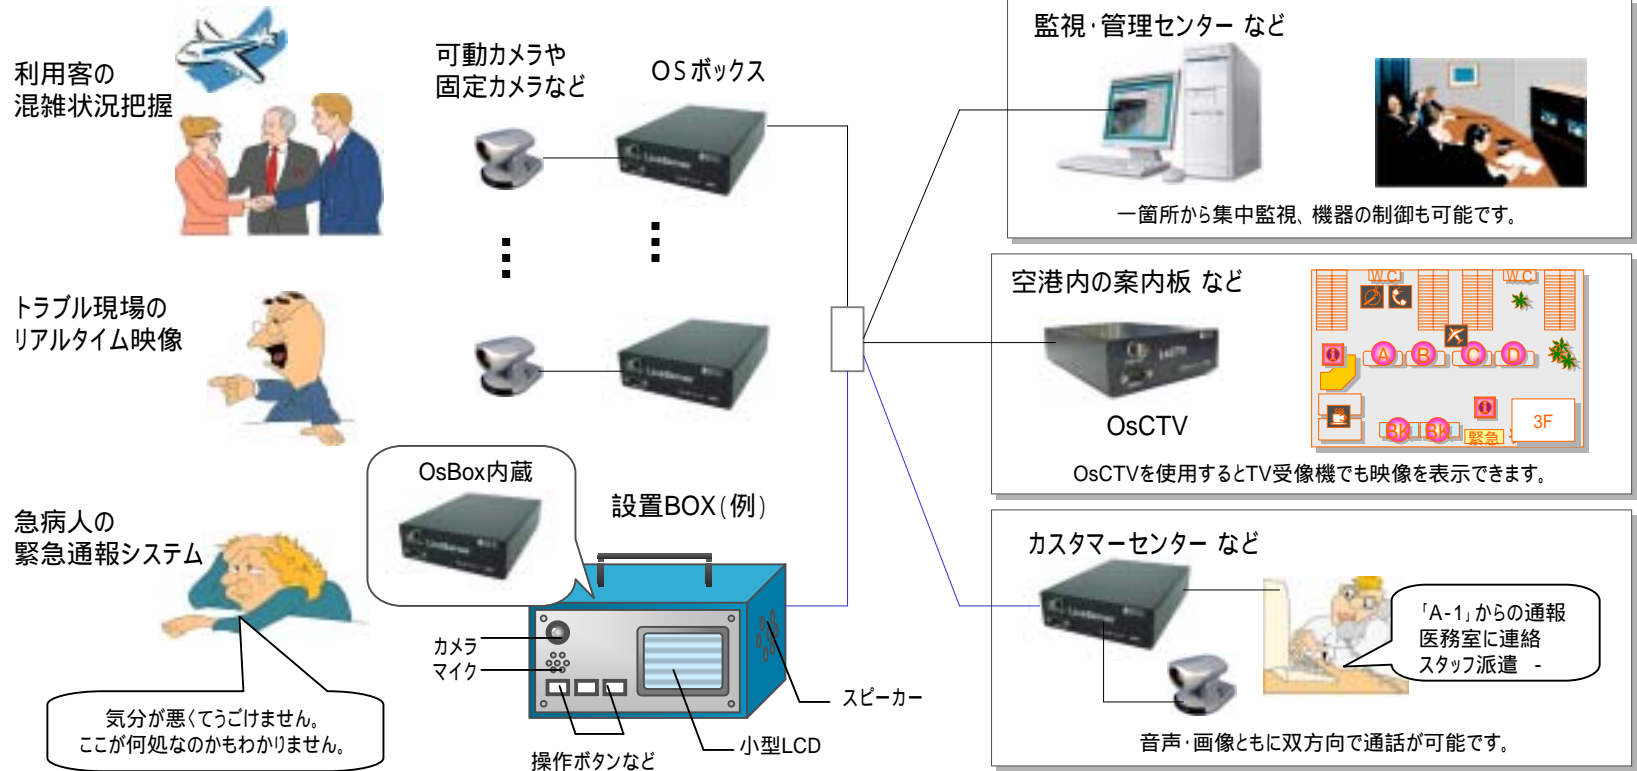 利用客の
混雑状況把握
可動カメラや
固定カメラなど
OSボックス
トラブル現場の
リアルタイム映像
急病人の
緊急通報システム
気分が悪くてうごけません。
ここが何処なのかもわかりません。
OsBox内蔵
設置BOX(例)
カメラ
マイク
操作ボタンなど
小型LCD
スピーカー
監視・管理センター など
一箇所から集中監視、機器の制御も可能です。
空港内の案内板 など
OsCTV
W.C
W.C
A
B
C
D
BK
BK
緊急
3F
OsCTVを使用するとTV受像機でも映像を表示できます。
カスタマーセンター など
「A-1」からの通報
医務室に連絡
スタッフ派遣 -
音声・画像ともに双方向で通話が可能です。